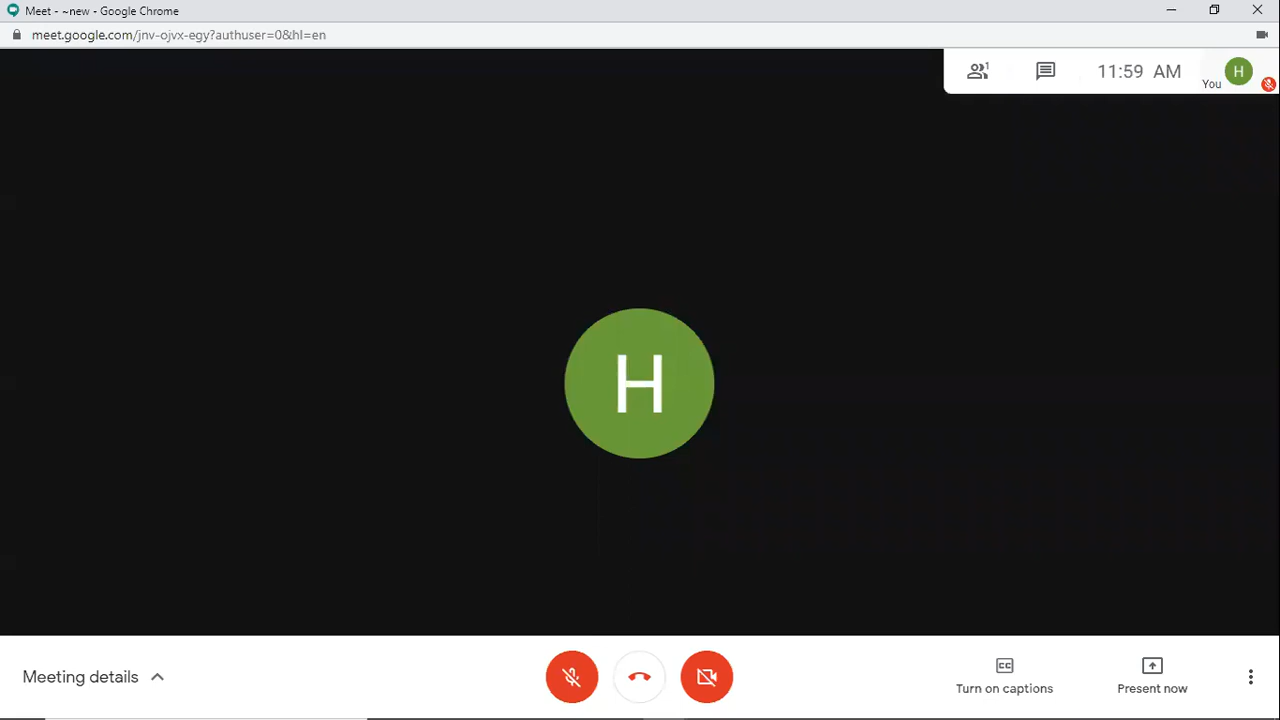 Meet - ~new - Google Chrome
meet.google.com/jnv-ojvx-egy?authuser=0&hl=en
1
11:59 AM
You
H
H
Meeting details
CC
Turn on captions
Present now